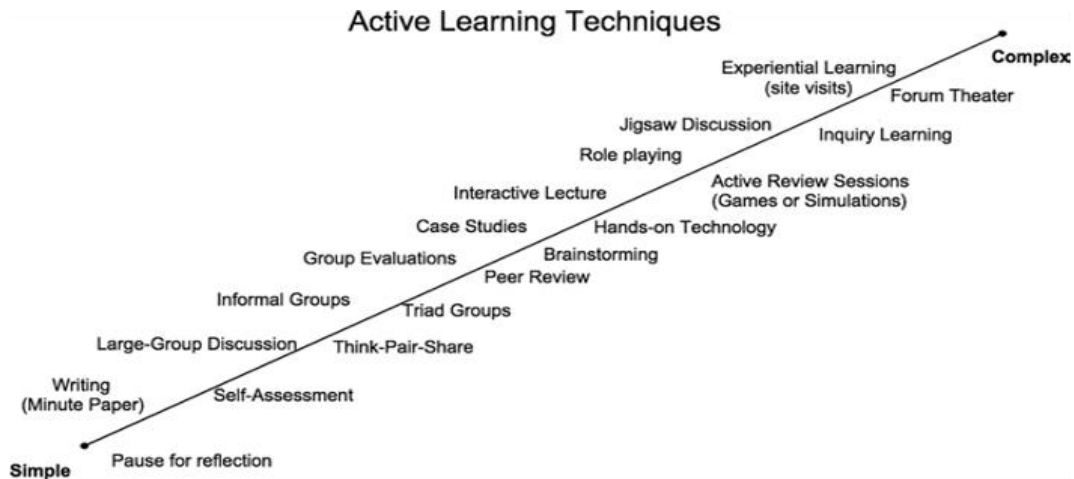 Active Learning Techniques
Complex
Experiential Learning
(site visits)
Forum Theater
Jigsaw Discussion
Inquiry Learning
Role playing
Active Review Sessions
(Games or Simulations)
Interactive Lecture
Case Studies
Hands-on Technology
Brainstorming
Group Evaluations
Peer Review
Informal Groups
Triad Groups
Large-Group Discussion
Think-Pair-Share
Writing
(Minute Paper)
Self-Assessment
Simple
Pause for reflection